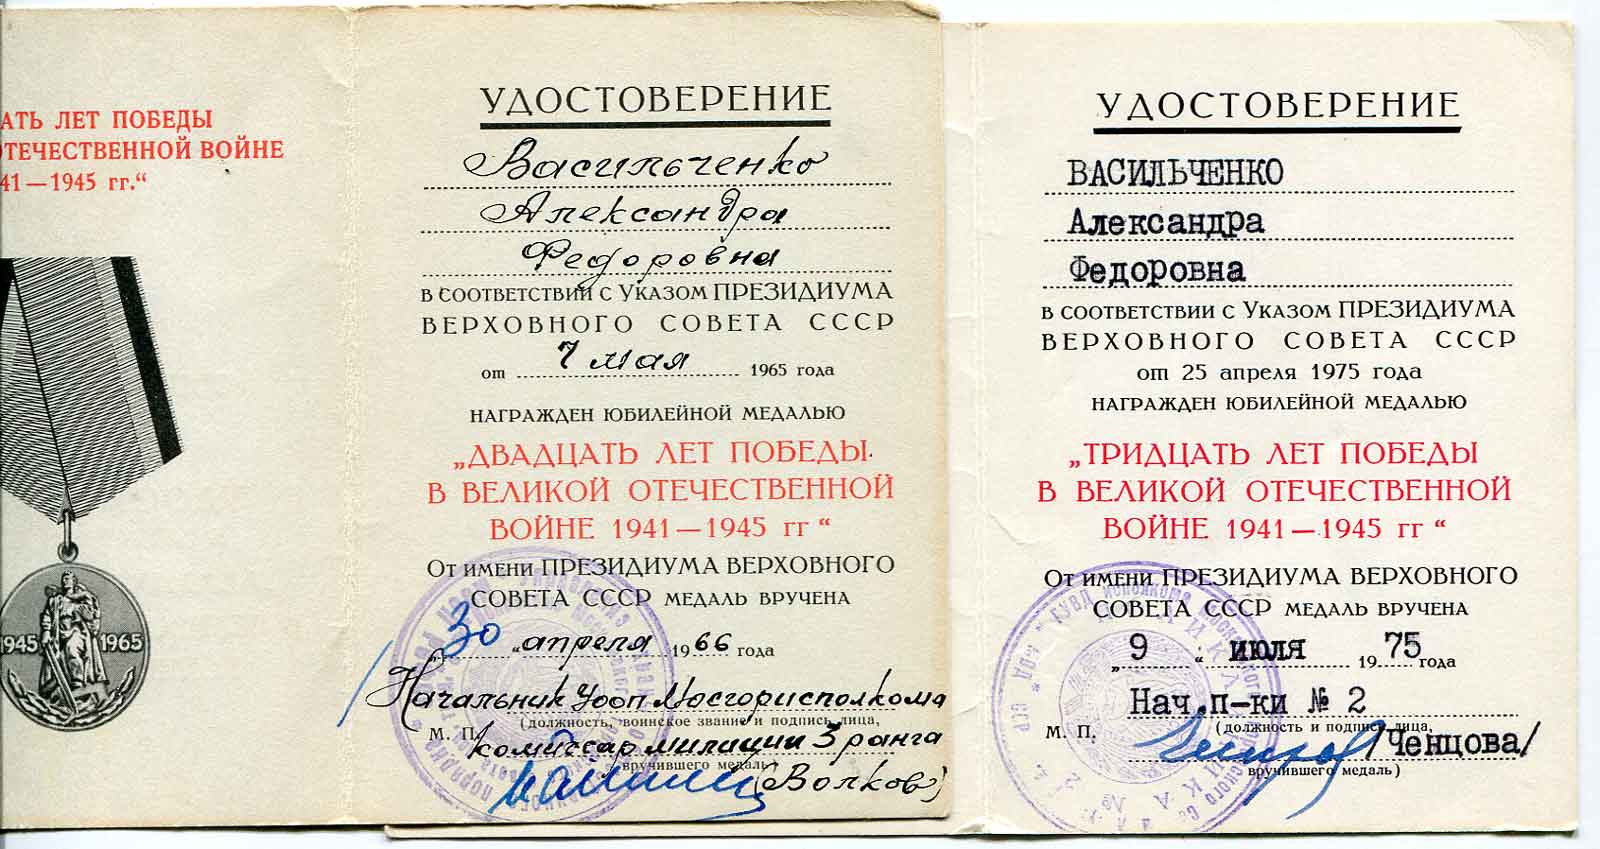 АТЬ ЛЕТ ПОБЕДЫ
ОТЕЧЕСТВЕННОЙ ВОЙНЕ
41—1945 гг.“
1945 1965
УДОСТОВЕРЕНИЕ
Васильченко
Александра
Федоровна
В СООТВЕТСТВИИ С УКАЗОМ ПРЕЗИДИУМА
ВЕРХОВНОГО СОВЕТА СССР
от 7 мая 1965 года
НАГРАЖДЕН ЮБИЛЕЙНОЙ МЕДАЛЬЮ
„ДВАДЦАТЬ ЛЕТ ПОБЕДЫ
В ВЕЛИКОЙ ОТЕЧЕСТВЕННОЙ
ВОЙНЕ 1941—1945 гг“
ОТ ИМЕНИ ПРЕЗИДИУМА ВЕРХОВНОГО
СОВЕТА СССР МЕДАЛЬ ВРУЧЕНА
„30“ апреля 1966 года
Начальник Уооп Мосгорисполкома
(должность, воинское звание и подпись лица,
М. П. комиссар милиции 3 ранга
вручившего медаль)
(Волков)
УДОСТОВЕРЕНИЕ
ВАСИЛЬЧЕНКО
Александра
Федоровна
В СООТВЕТСТВИИ С УКАЗОМ ПРЕЗИДИУМА
ВЕРХОВНОГО СОВЕТА СССР
от 25 апреля 1975 года
НАГРАЖДЕН ЮБИЛЕЙНОЙ МЕДАЛЬЮ
„ТРИДЦАТЬ ЛЕТ ПОБЕДЫ
В ВЕЛИКОЙ ОТЕЧЕСТВЕННОЙ
ВОЙНЕ 1941—1945 гг“
ОТ ИМЕНИ ПРЕЗИДИУМА ВЕРХОВНОГО
СОВЕТА СССР МЕДАЛЬ ВРУЧЕНА
„9“ июля 1975 года
Нач.п-ки № 2
М. П. (должность и подпись лица,
/Ченцова/
вручившего медаль)